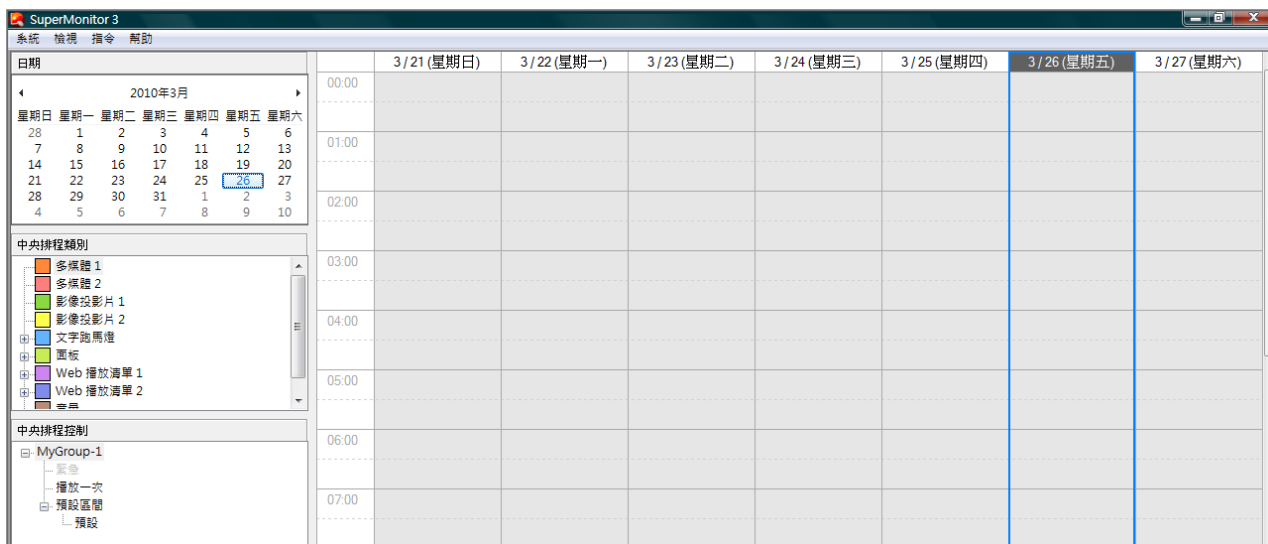 SuperMonitor 3
系統 檢視 指令 幫助
日期
2010年3月
星期日 星期一 星期二 星期三 星期四 星期五 星期六
28 1 2 3 4 5 6
7 8 9 10 11 12 13
14 15 16 17 18 19 20
21 22 23 24 25 26 27
28 29 30 31 1 2 3
4 5 6 7 8 9 10
中央排程類別
多媒體 1
多媒體 2
影像投影片 1
影像投影片 2
文字跑馬燈
面板
Web 播放清單 1
Web 播放清單 2
中央排程控制
MyGroup-1
緊急
播放一次
預設區間
預設
3 / 21 (星期日) 3 / 22 (星期一) 3 / 23 (星期二) 3 / 24 (星期三) 3 / 25 (星期四) 3 / 26 (星期五) 3 / 27 (星期六)
00:00
01:00
02:00
03:00
04:00
05:00
06:00
07:00